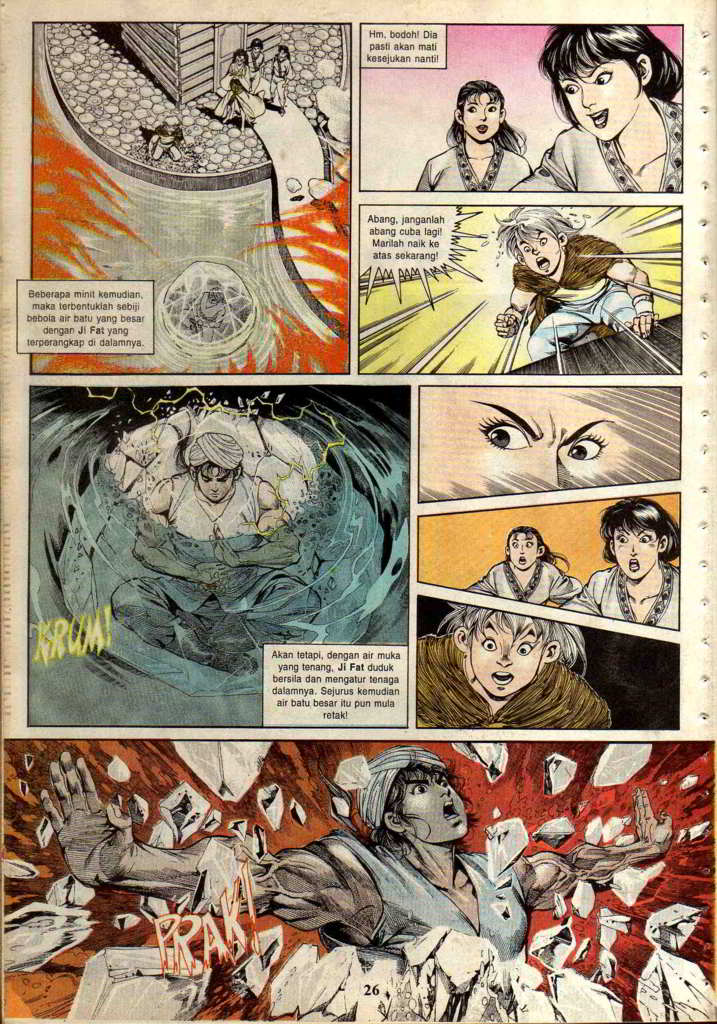 Beberapa minit kemudian,
maka terbentuklah sebiji
bebola air batu yang besar
dengan Ji Fat yang
terperangkap di dalamnya.
Hm, bodoh! Dia
pasti akan mati
kesejukan nanti!
Abang, janganlah
abang cuba lagi!
Marilah naik ke
atas sekarang!
KRUM!
Akan tetapi, dengan air muka
yang tenang, Ji Fat duduk
bersila dan mengatur tenaga
dalamnya. Sejurus kemudian
air batu besar itu pun mula
retak!
PRAK!
26